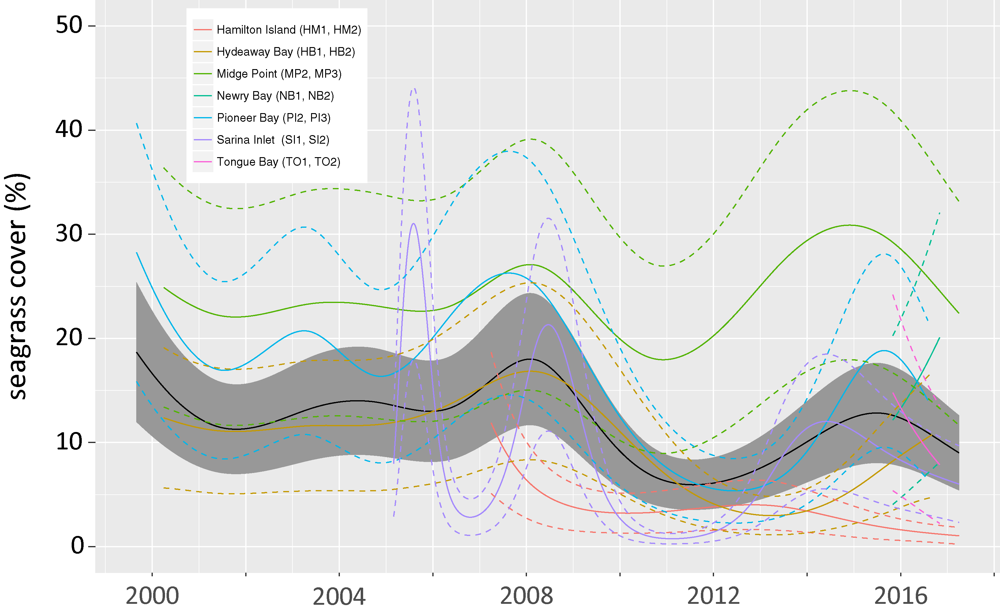 50
40
30
20
10
0
seagrass cover (%)
Hamilton Island (HM1, HM2)
Hydeaway Bay (HB1, HB2)
Midge Point (MP2, MP3)
Newry Bay (NB1, NB2)
Pioneer Bay (PI2, PI3)
Sarina Inlet  (SI1, SI2)
Tongue Bay (TO1, TO2)
2000 2004 2008 2012 2016